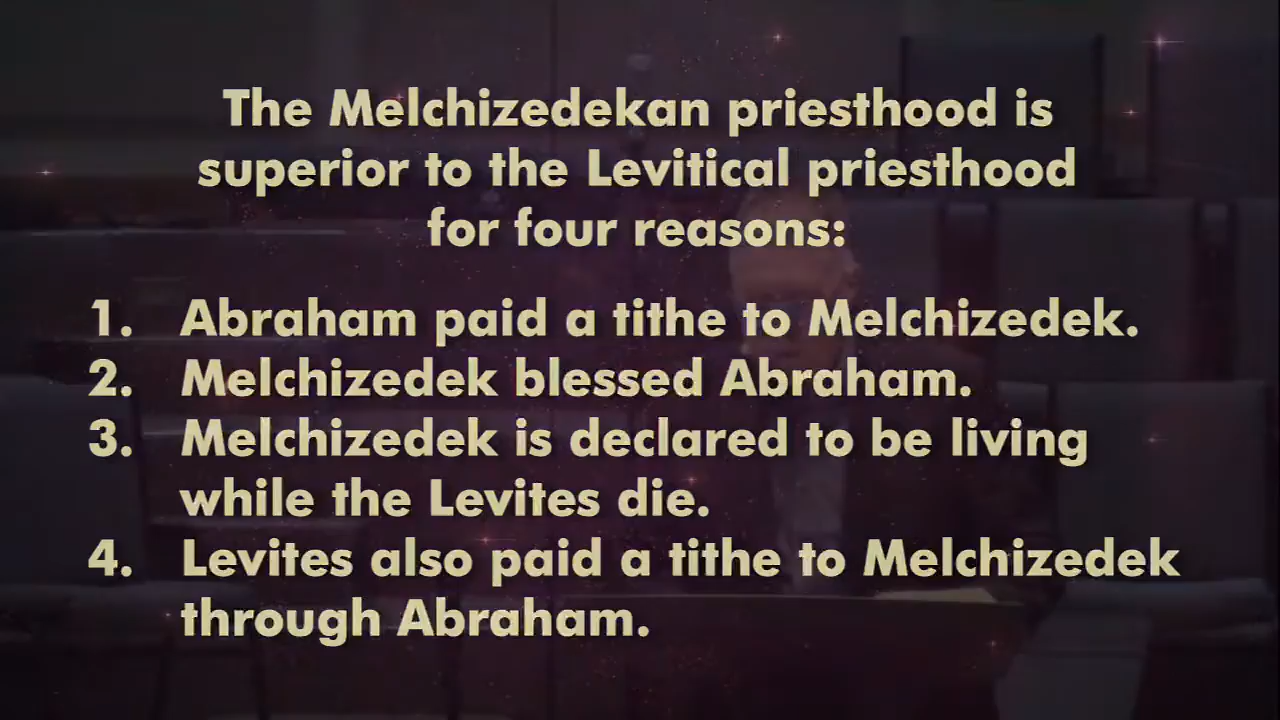 The Melchizedekan priesthood is
superior to the Levitical priesthood
for four reasons:
1. Abraham paid a tithe to Melchizedek.
2. Melchizedek blessed Abraham.
3. Melchizedek is declared to be living
while the Levites die.
4. Levites also paid a tithe to Melchizedek
through Abraham.